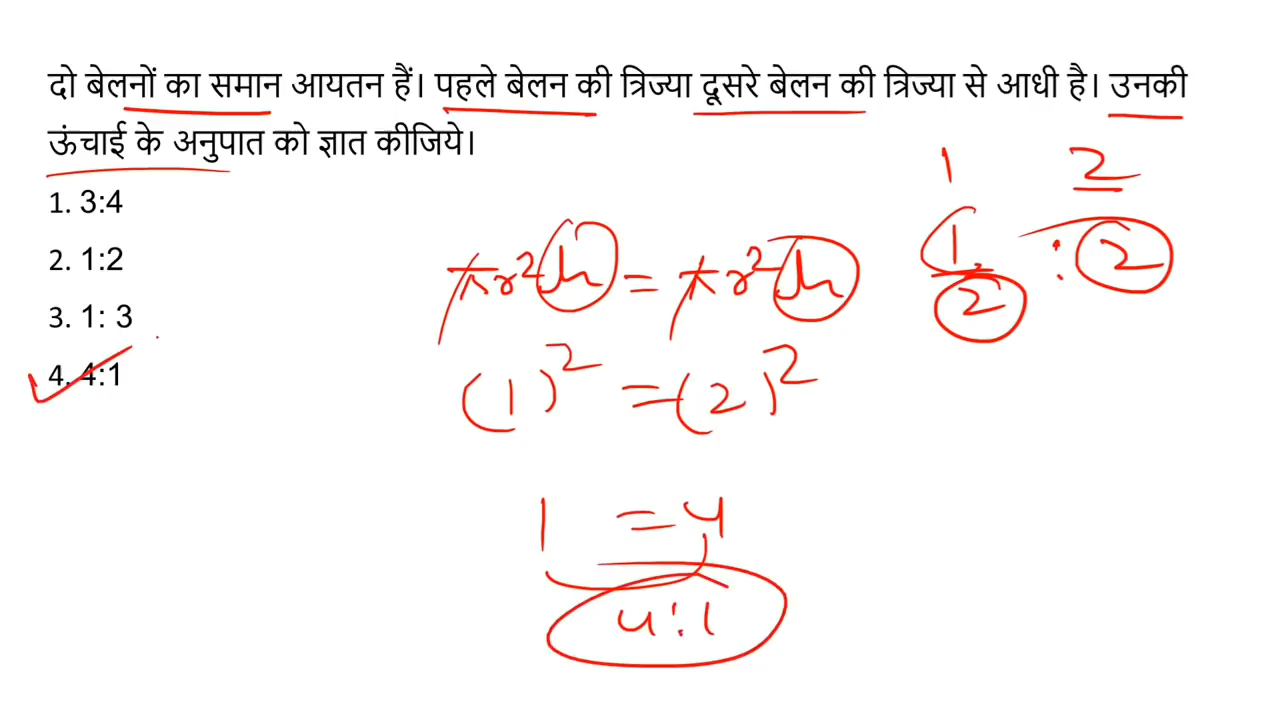 दो बेलनों का समान आयतन हैं। पहले बेलन की त्रिज्या दूसरे बेलन की त्रिज्या से आधी है। उनकी
ऊंचाई के अनुपात को ज्ञात कीजिये।
1. 3:4
2. 1:2
3. 1: 3
4. 4:1
1 2
1 : 2
2
πr²h = πr²h
(1)² = (2)²
1 = 4
4:1